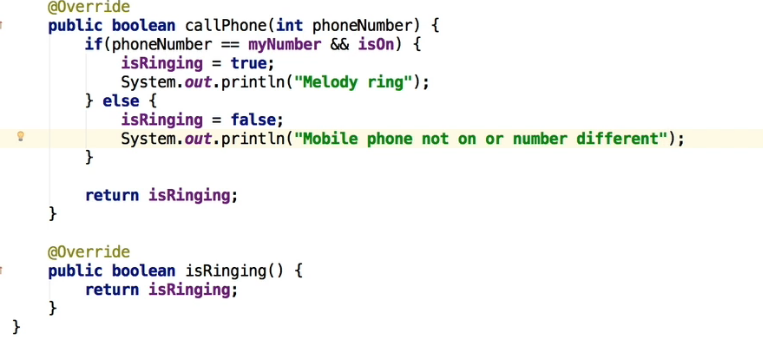 @Override
public boolean callPhone(int phoneNumber) {
if(phoneNumber == myNumber && isOn) {
isRinging = true;
System.out.println("Melody ring");
} else {
isRinging = false;
System.out.println("Mobile phone not on or number different");
}
return isRinging;
}
@Override
public boolean isRinging() {
return isRinging;
}
}